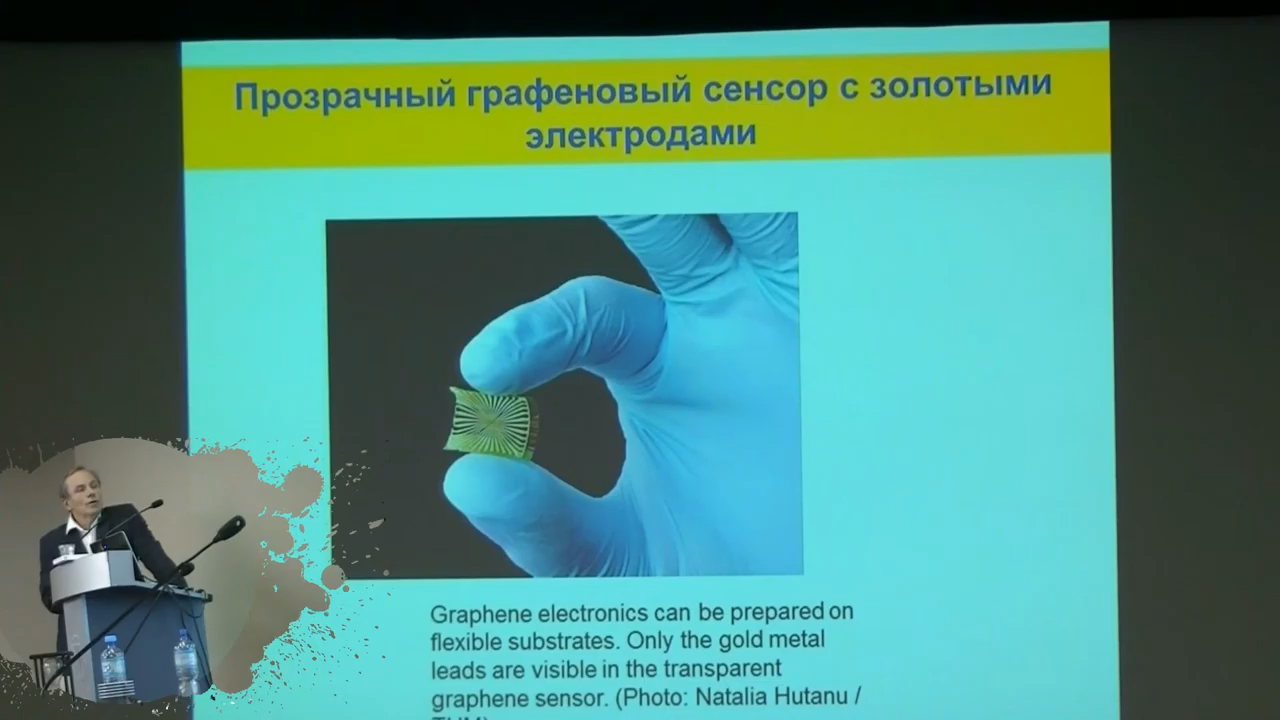 Прозрачный графеновый сенсор с золотыми
электродами
Graphene electronics can be prepared on
flexible substrates. Only the gold metal
leads are visible in the transparent
graphene sensor. (Photo: Natalia Hutanu /